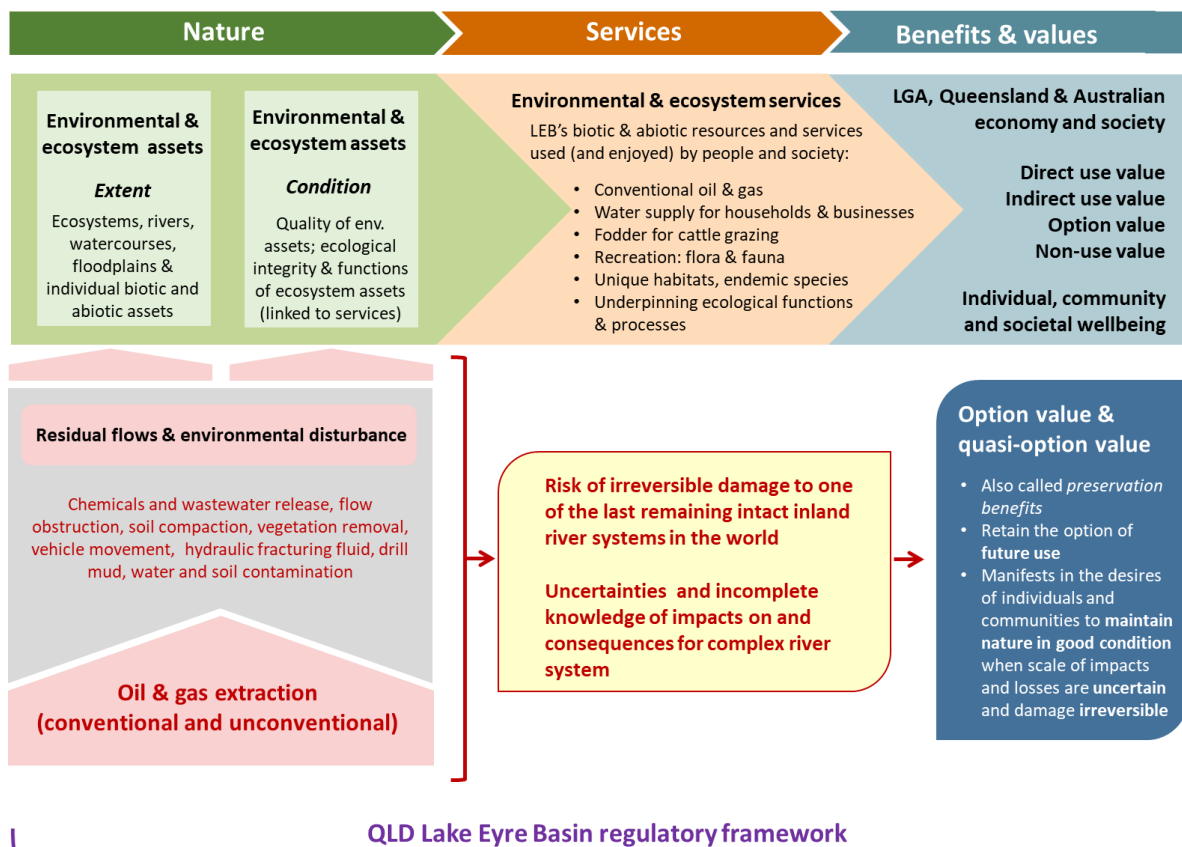 Nature
Services
Benefits & values
Environmental &
ecosystem assets
Extent
Ecosystems, rivers,
watercourses,
floodplains &
individual biotic and
abiotic assets
Environmental &
ecosystem assets
Condition
Quality of env.
assets; ecological
integrity & functions
of ecosystem assets
(linked to services)
Environmental & ecosystem services
LEB's biotic & abiotic resources and services
used (and enjoyed) by people and society:
• Conventional oil & gas
• Water supply for households & businesses
• Fodder for cattle grazing
• Recreation: flora & fauna
• Unique habitats, endemic species
• Underpinning ecological functions
& processes
LGA, Queensland & Australian
economy and society
Direct use value
Indirect use value
Option value
Non-use value
Individual, community
and societal wellbeing
Residual flows & environmental disturbance
Chemicals and wastewater release, flow
obstruction, soil compaction, vegetation removal,
vehicle movement, hydraulic fracturing fluid, drill
mud, water and soil contamination
Oil & gas extraction
(conventional and unconventional)
Risk of irreversible damage to one
of the last remaining intact inland
river systems in the world
Uncertainties and incomplete
knowledge of impacts on and
consequences for complex river
system
Option value &
quasi-option value
• Also called preservation
benefits
• Retain the option of
future use
• Manifests in the desires
of individuals and
communities to maintain
nature in good condition
when scale of impacts
and losses are uncertain
and damage irreversible
QLD Lake Eyre Basin regulatory framework